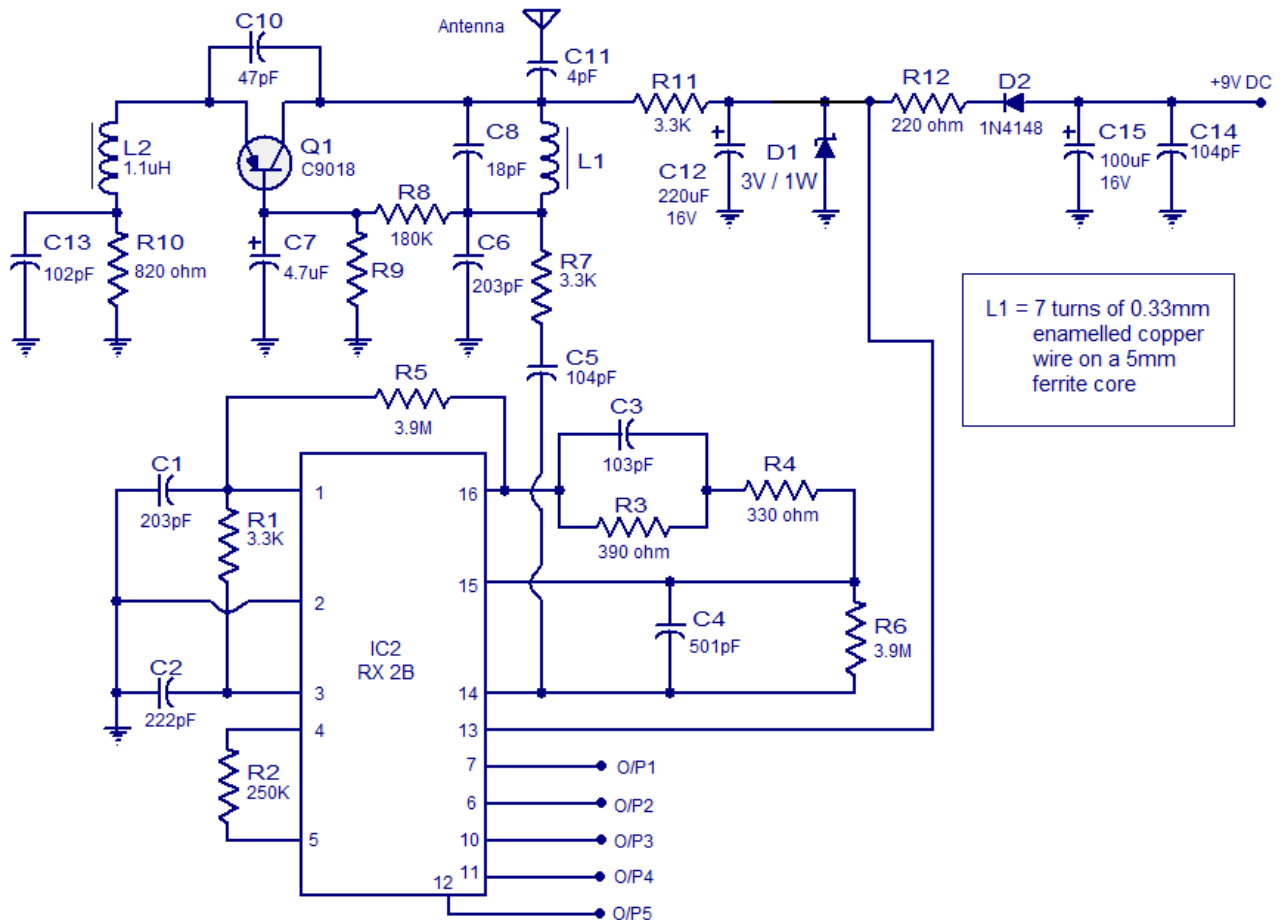 C10
47pF
Antenna
C11
4pF
R11
3.3K
R12
220 ohm
D2
1N4148
+9V DC
L2
1.1uH
Q1
C9018
C8
18pF
L1
C12
220uF
16V
D1
3V / 1W
C15
100uF
16V
C14
104pF
C13
102pF
R10
820 ohm
C7
4.7uF
R9
R8
180K
C6
203pF
R7
3.3K
L1 = 7 turns of 0.33mm
enamelled copper
wire on a 5mm
ferrite core
C5
104pF
R5
3.9M
C3
103pF
R3
390 ohm
R4
330 ohm
C1
203pF
R1
3.3K
C2
222pF
R2
250K
1
2
3
4
5
IC2
RX 2B
16
15
14
13
7
6
10
11
12
C4
501pF
R6
3.9M
O/P1
O/P2
O/P3
O/P4
O/P5